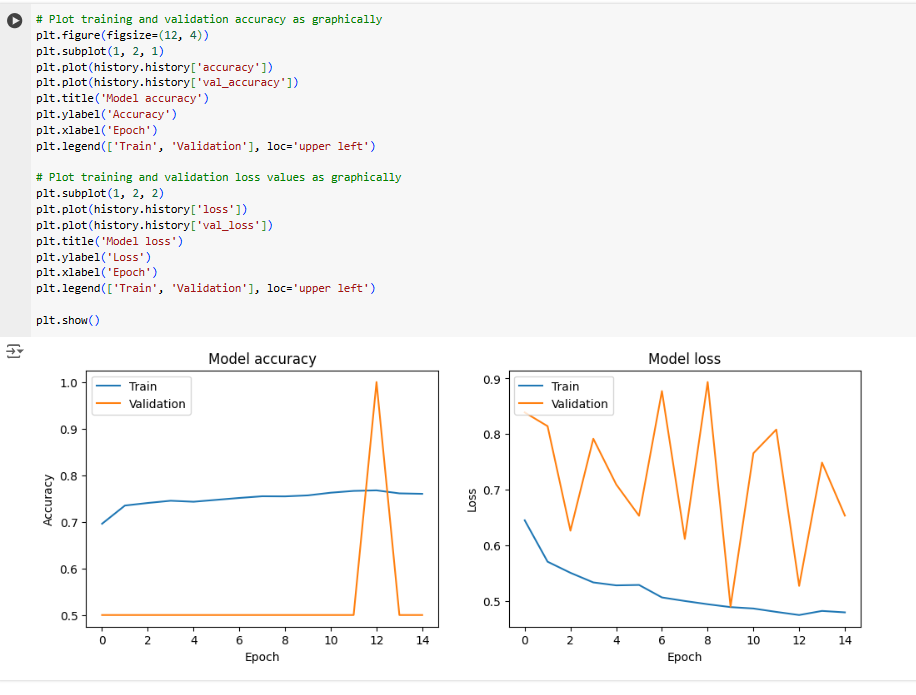 # Plot training and validation accuracy as graphically
plt.figure(figsize=(12, 4))
plt.subplot(1, 2, 1)
plt.plot(history.history['accuracy'])
plt.plot(history.history['val_accuracy'])
plt.title('Model accuracy')
plt.ylabel('Accuracy')
plt.xlabel('Epoch')
plt.legend(['Train', 'Validation'], loc='upper left')
# Plot training and validation loss values as graphically
plt.subplot(1, 2, 2)
plt.plot(history.history['loss'])
plt.plot(history.history['val_loss'])
plt.title('Model loss')
plt.ylabel('Loss')
plt.xlabel('Epoch')
plt.legend(['Train', 'Validation'], loc='upper left')
plt.show()
Model accuracy
1.0
0.9
0.8
0.7
0.6
0.5
Accuracy
Train
Validation
0 2 4 6 8 10 12 14
Epoch
Model loss
0.9
0.8
0.7
0.6
0.5
Loss
Train
Validation
0 2 4 6 8 10 12 14
Epoch